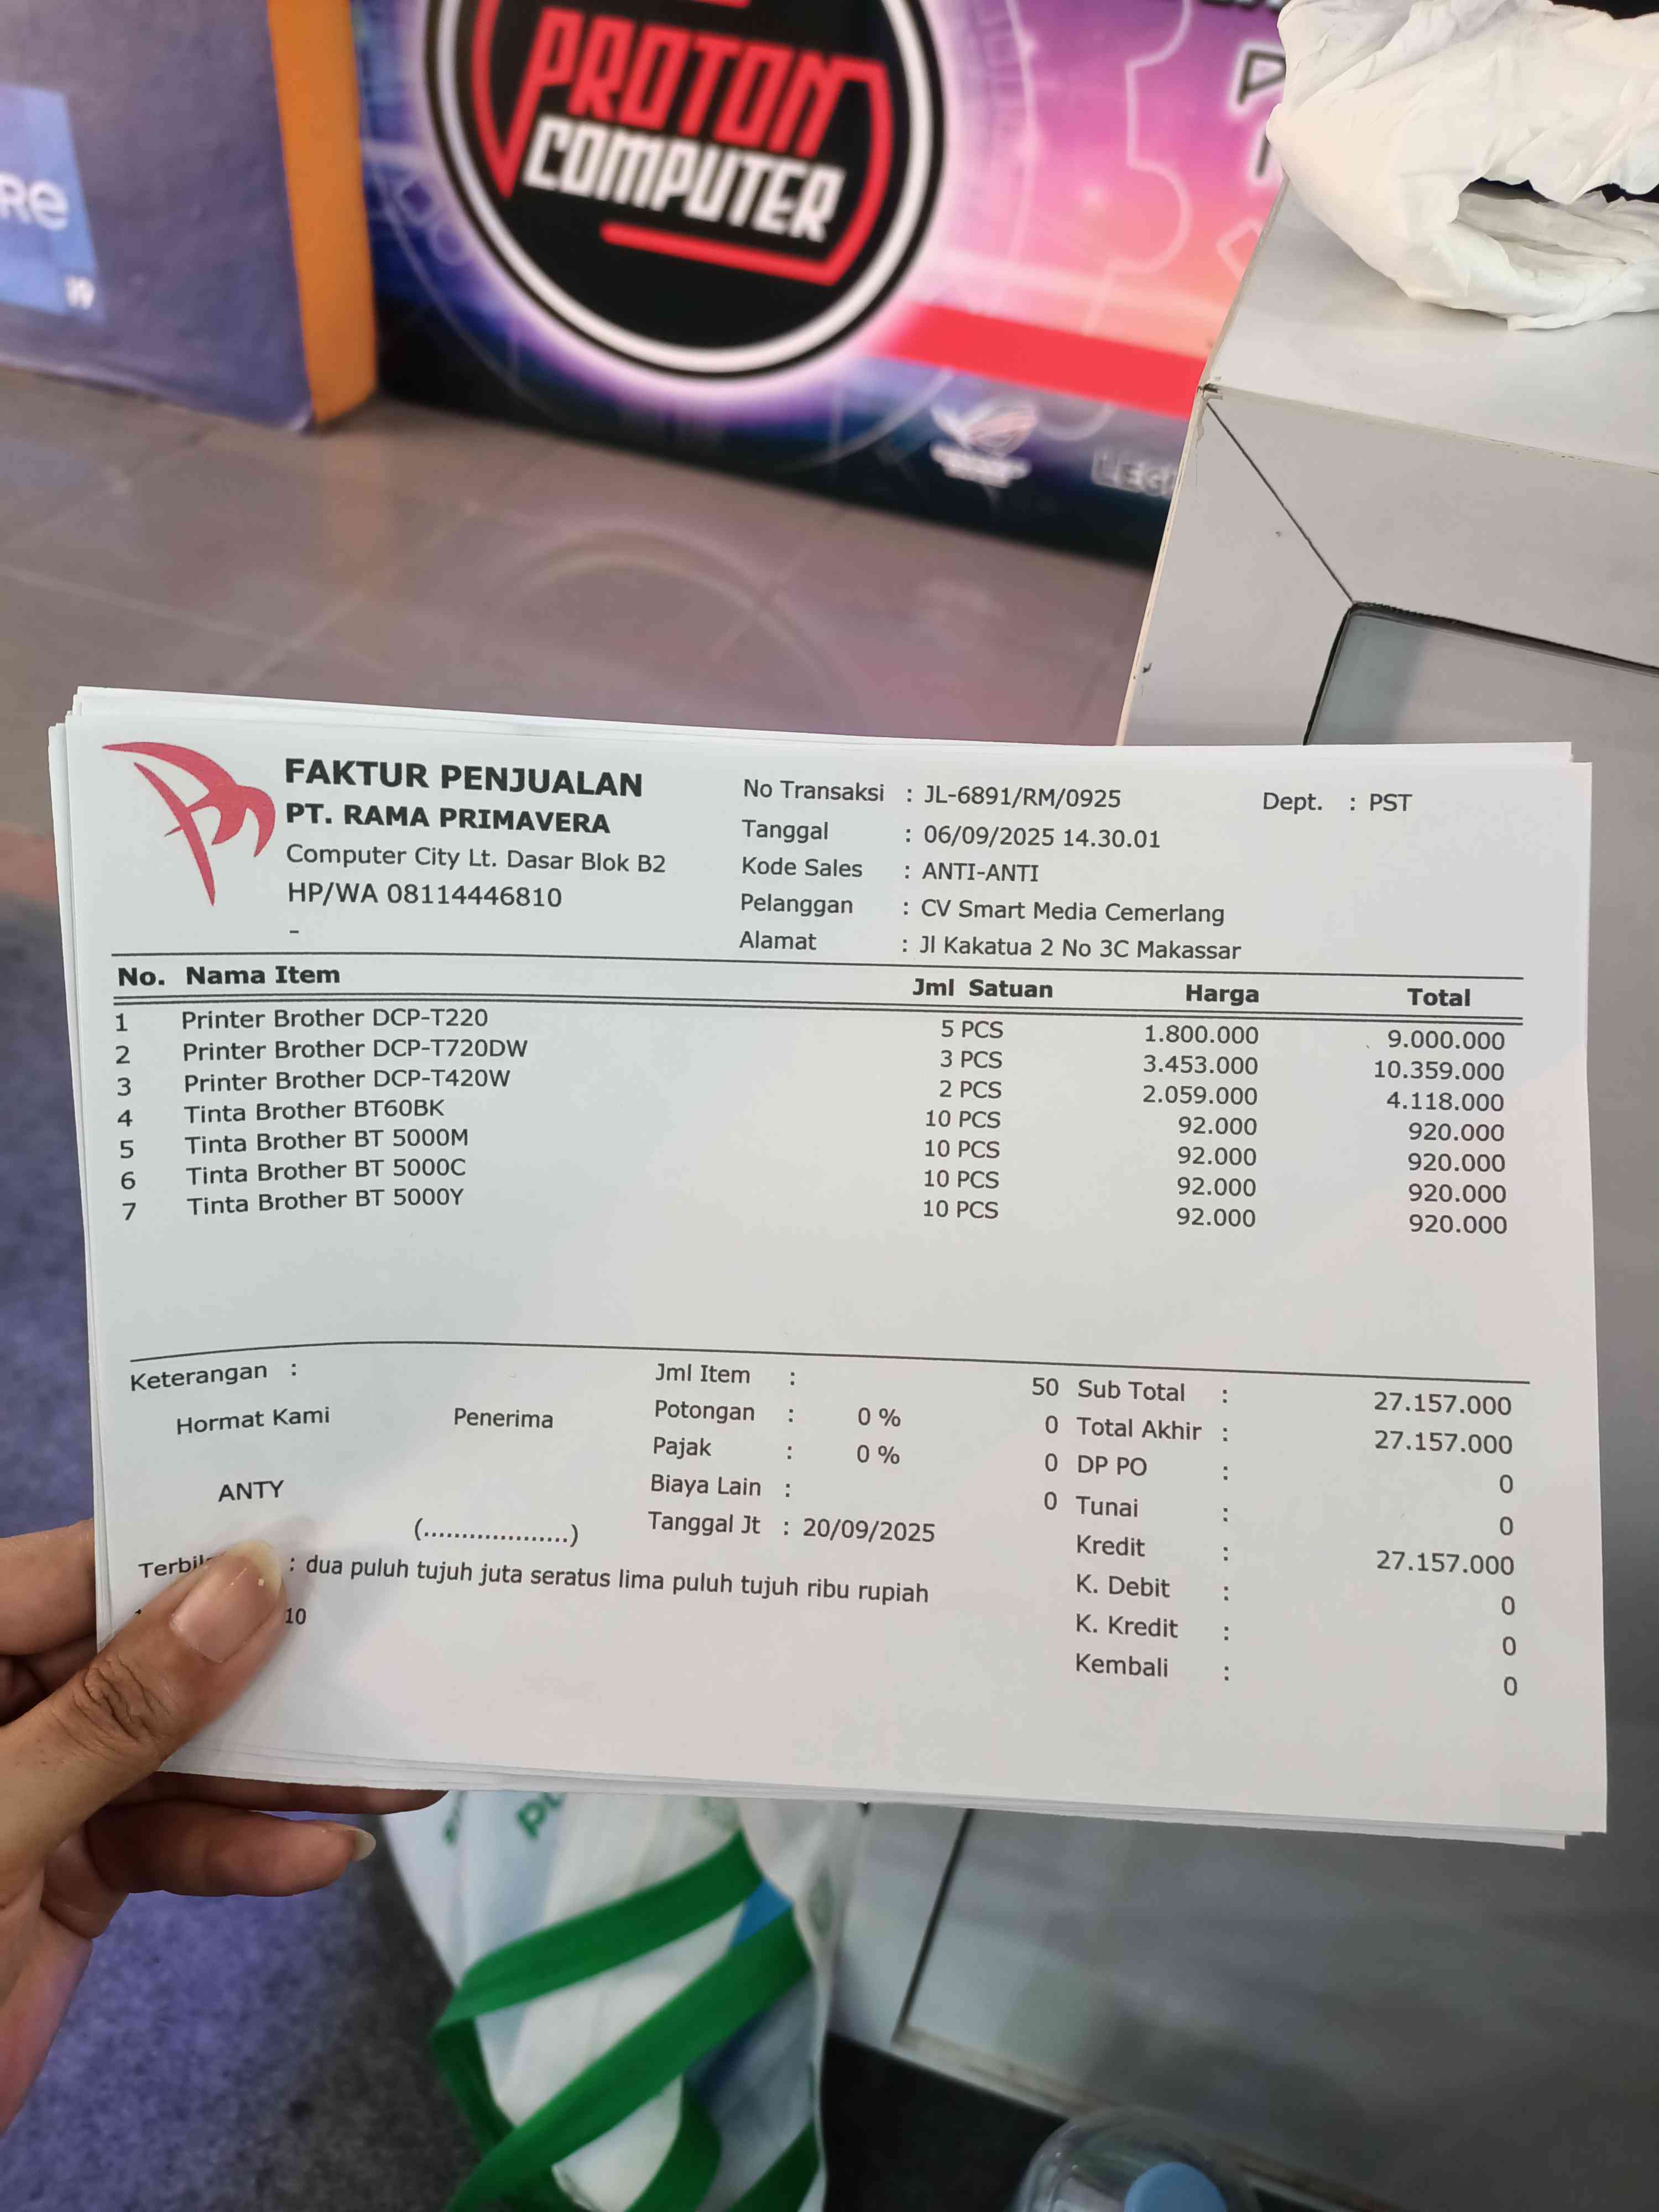 PROTON
COMPUTER
Re
i9
FAKTUR PENJUALAN
PT. RAMA PRIMAVERA
Computer City Lt. Dasar Blok B2
HP/WA 08114446810
-
No Transaksi : JL-6891/RM/0925 Dept. : PST
Tanggal : 06/09/2025 14.30.01
Kode Sales : ANTI-ANTI
Pelanggan : CV Smart Media Cemerlang
Alamat : Jl Kakatua 2 No 3C Makassar
No. Nama Item Jml Satuan Harga Total
1 Printer Brother DCP-T220 5 PCS 1.800.000 9.000.000
2 Printer Brother DCP-T720DW 3 PCS 3.453.000 10.359.000
3 Printer Brother DCP-T420W 2 PCS 2.059.000 4.118.000
4 Tinta Brother BT60BK 10 PCS 92.000 920.000
5 Tinta Brother BT 5000M 10 PCS 92.000 920.000
6 Tinta Brother BT 5000C 10 PCS 92.000 920.000
7 Tinta Brother BT 5000Y 10 PCS 92.000 920.000
Keterangan :
Hormat Kami Penerima
ANTY
(...................)
Jml Item : 50
Potongan : 0 % 0
Pajak : 0 % 0
Biaya Lain : 0
Tanggal Jt : 20/09/2025
Sub Total : 27.157.000
Total Akhir : 27.157.000
DP PO : 0
Tunai : 0
Kredit : 27.157.000
K. Debit : 0
K. Kredit : 0
Kembali : 0
: dua puluh tujuh juta seratus lima puluh tujuh ribu rupiah
10